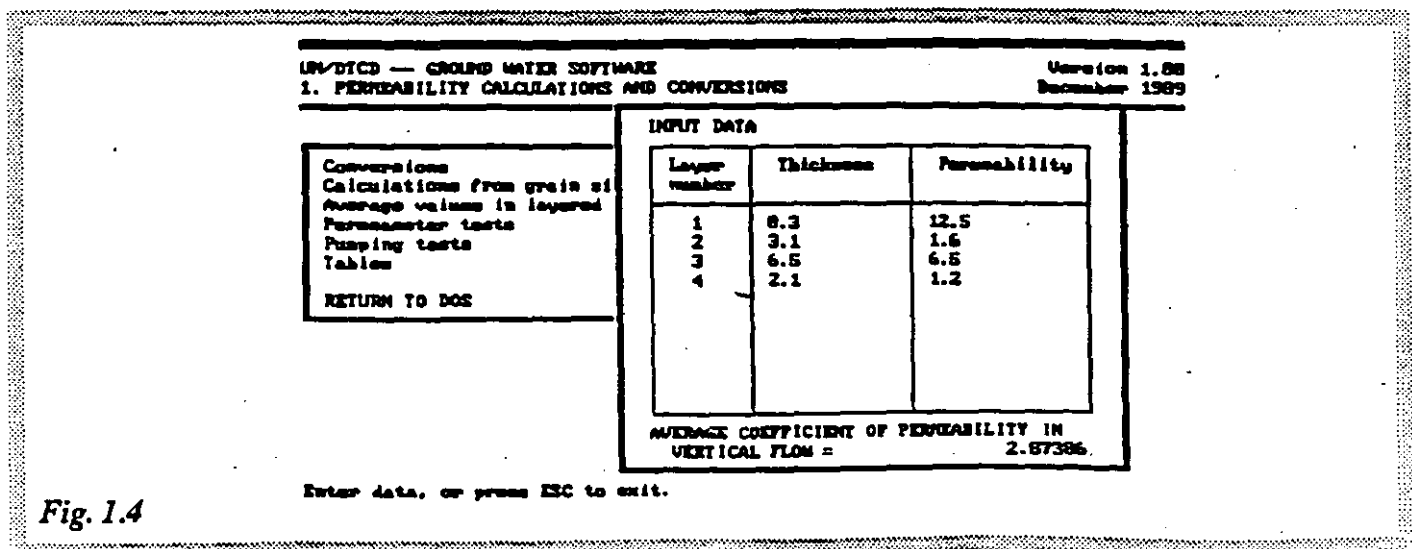 UN/DTCD — GROUND WATER SOFTWARE
Version 1.00
1. PERMEABILITY CALCULATIONS AND CONVERSIONS
December 1989
Conversions
Calculations from grain si
Average values in layered
Permeameter tests
Pumping tests
Tables
RETURN TO DOS
INPUT DATA
Layer number Thickness Permeability
1 8.3 12.5
2 3.1 1.6
3 6.5 6.5
4 2.1 1.2
AVERAGE COEFFICIENT OF PERMEABILITY IN
VERTICAL FLOW = 2.87386
Enter data, or press ESC to exit.
Fig. 1.4